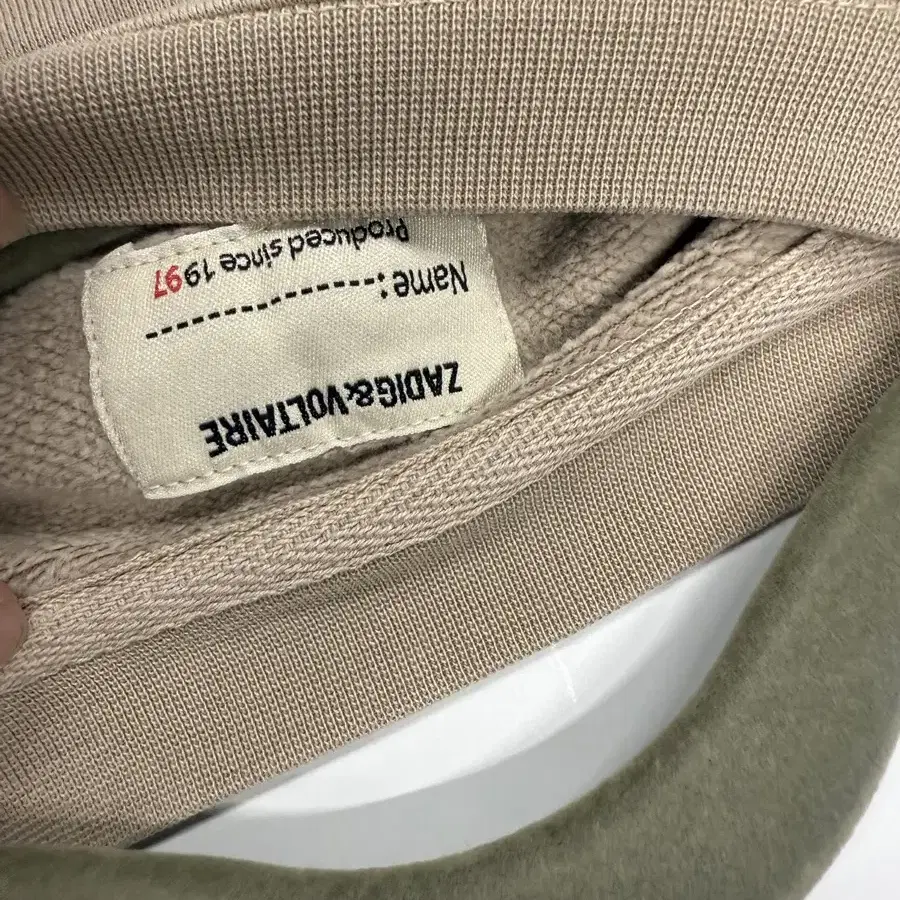 ZADIG&VOLTAIRE
Name:
Produced since 1997